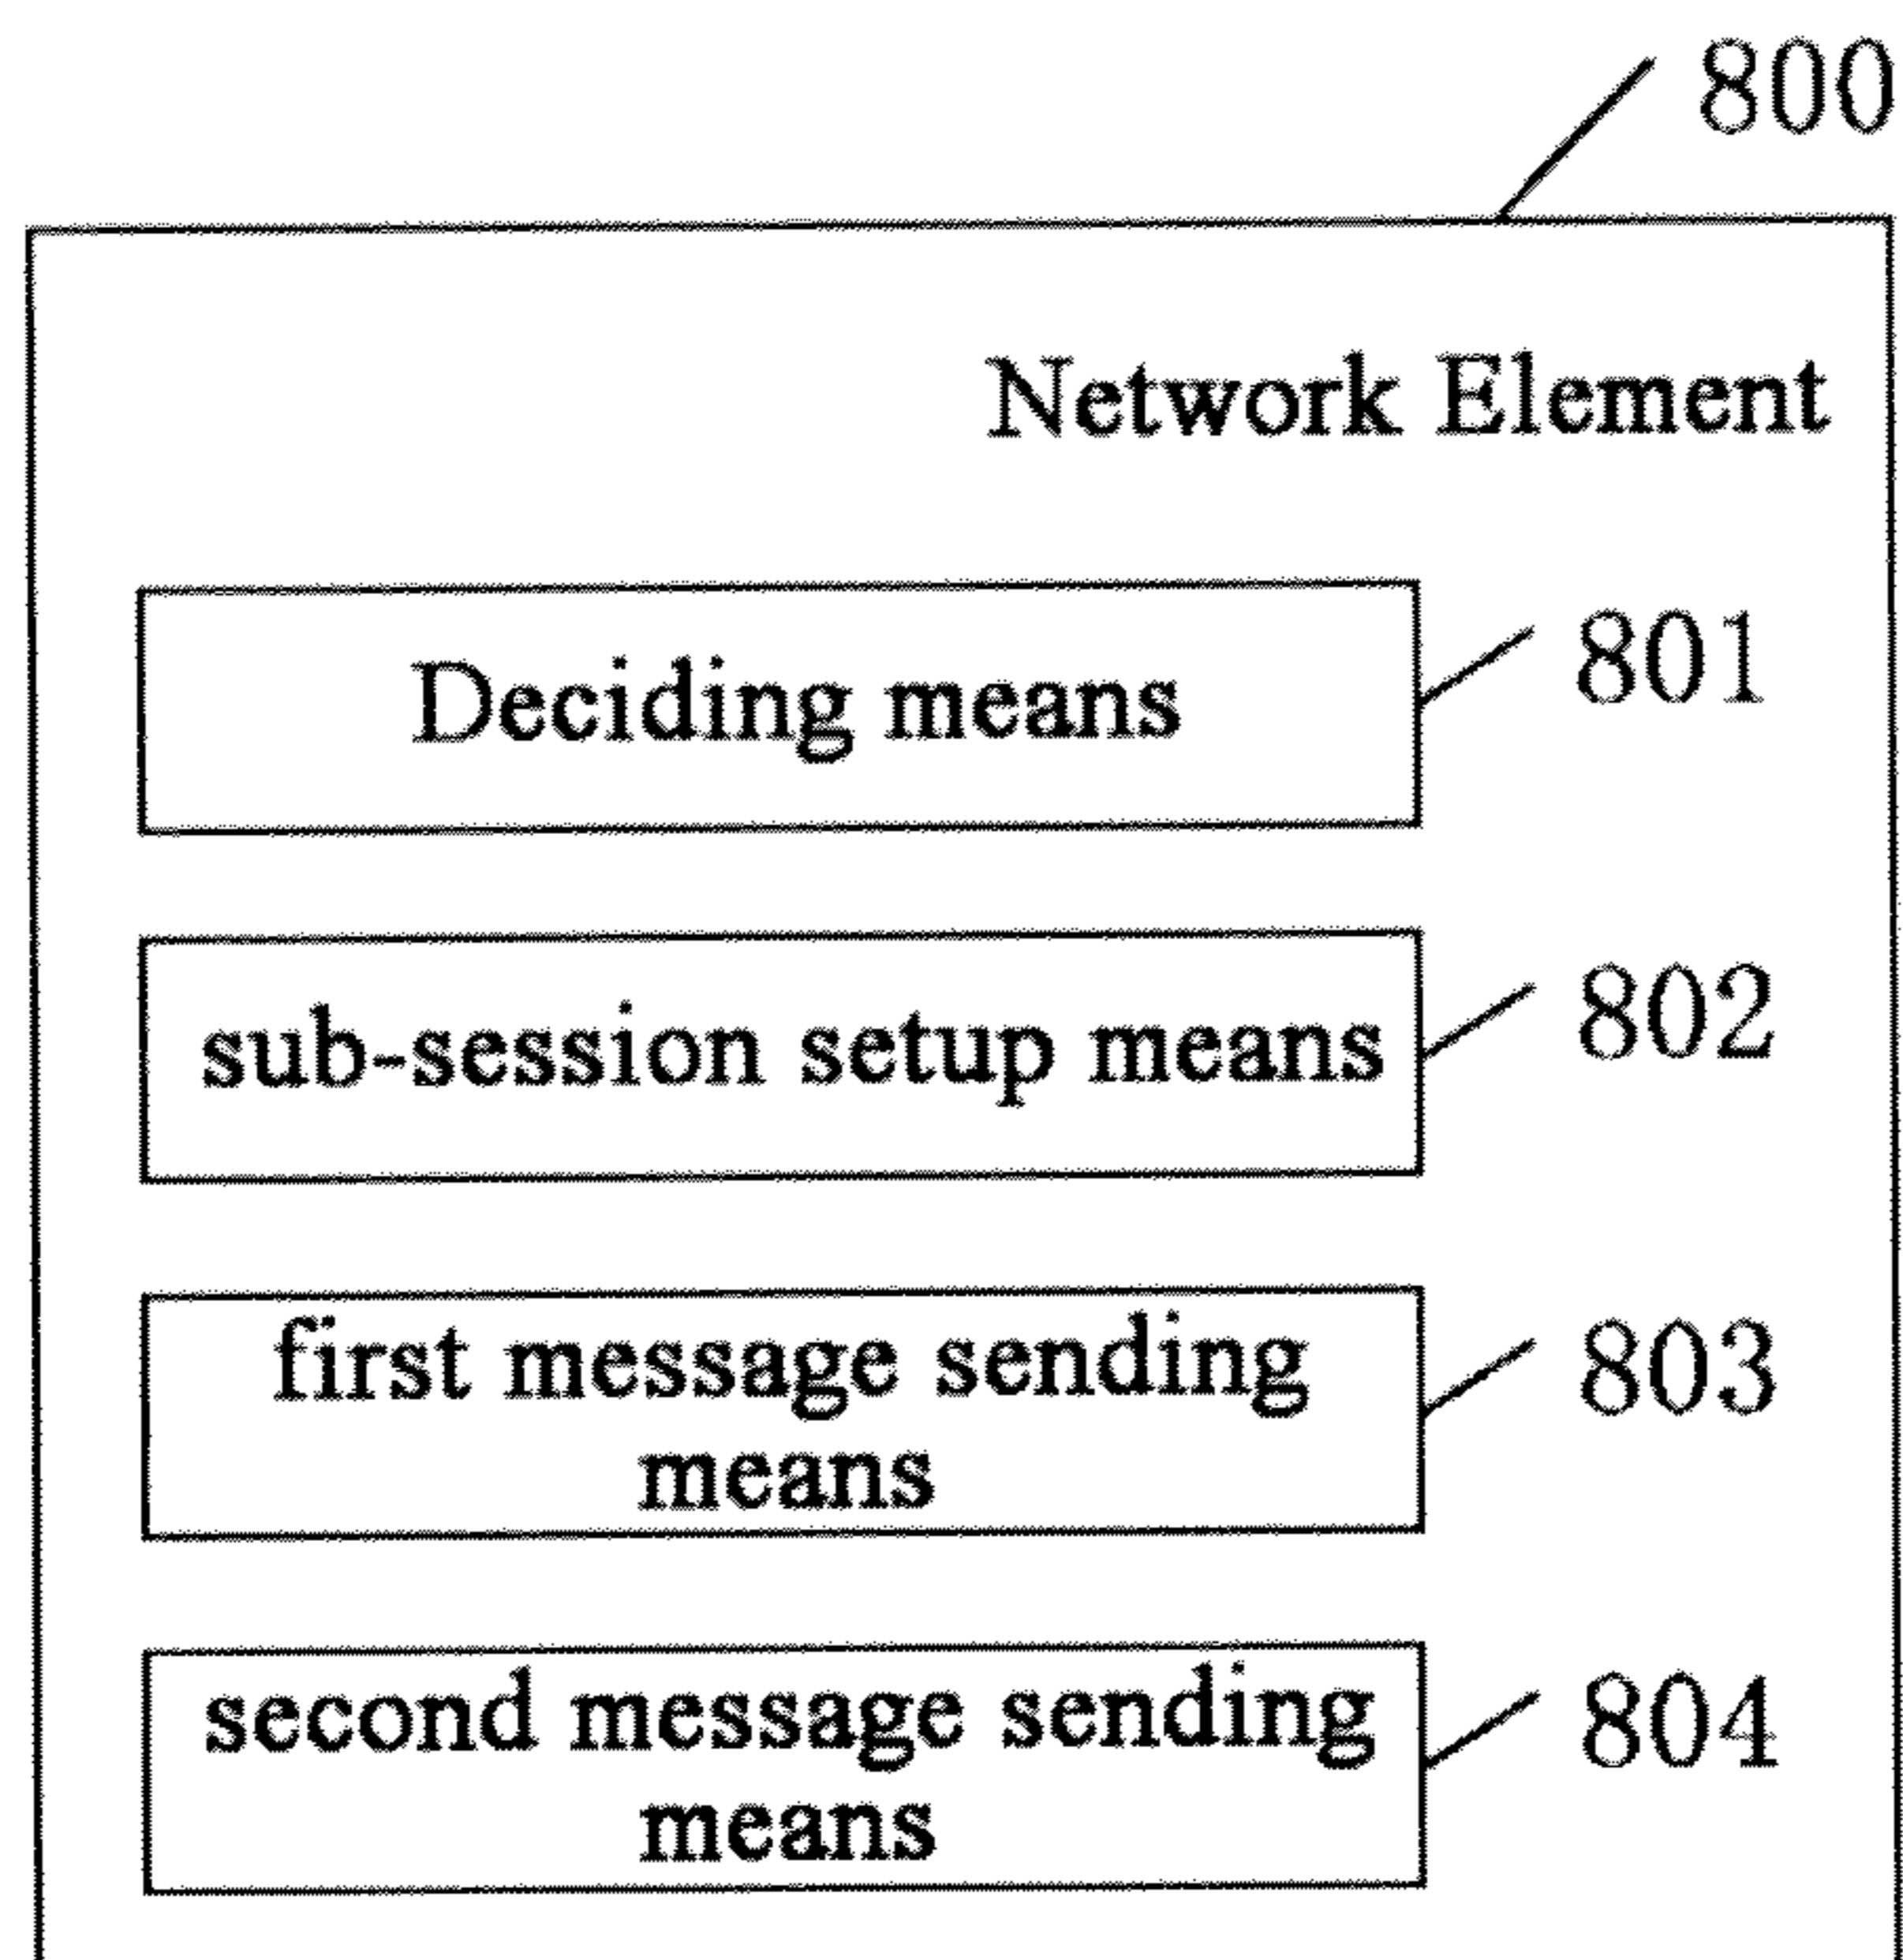 800
Network Element
Deciding means
801
sub-session setup means
802
first message sending
means
803
second message sending
means
804